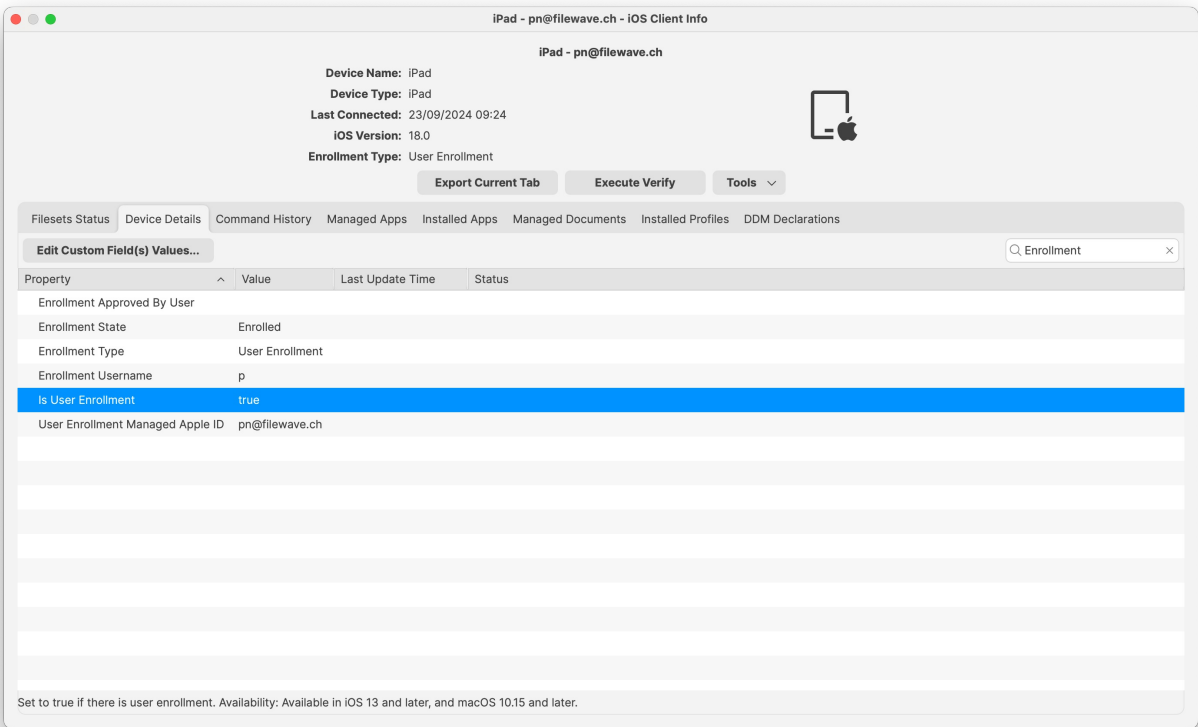 iPad - pn@filewave.ch - iOS Client Info
iPad - pn@filewave.ch
Device Name: iPad
Device Type: iPad
Last Connected: 23/09/2024 09:24
iOS Version: 18.0
Enrollment Type: User Enrollment
Export Current Tab Execute Verify Tools
Filesets Status Device Details Command History Managed Apps Installed Apps Managed Documents Installed Profiles DDM Declarations
Edit Custom Field(s) Values... Enrollment
Property Value Last Update Time Status
Enrollment Approved By User
Enrollment State Enrolled
Enrollment Type User Enrollment
Enrollment Username p
Is User Enrollment true
User Enrollment Managed Apple ID pn@filewave.ch
Set to true if there is user enrollment. Availability: Available in iOS 13 and later, and macOS 10.15 and later.